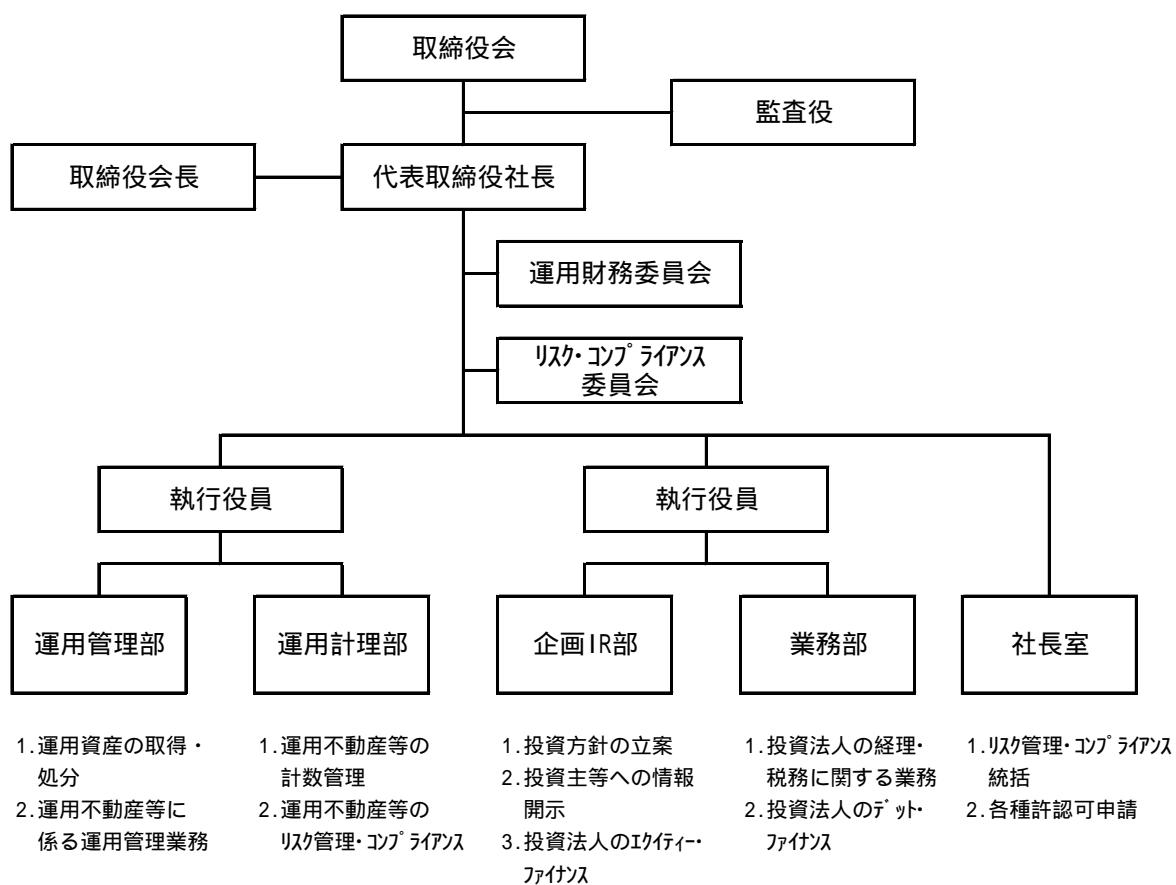 取締役会
監査役
取締役会長
代表取締役社長
運用財務委員会
ﾘｽｸ･ｺﾝﾌﾟﾗｲｱﾝｽ
委員会
執行役員
執行役員
運用管理部
運用計理部
企画IR部
業務部
社長室
1.運用資産の取得・
処分
2.運用不動産等に
係る運用管理業務
1.運用不動産等の
計数管理
2.運用不動産等の
ﾘｽｸ管理･ｺﾝﾌﾟﾗｲｱﾝｽ
1.投資方針の立案
2.投資主等への情報
開示
3.投資法人のｴｸｲﾃｨｰ･
ﾌｧｲﾅﾝｽ
1.投資法人の経理･
税務に関する業務
2.投資法人のﾃﾞｯﾄ･
ﾌｧｲﾅﾝｽ
1.ﾘｽｸ管理･ｺﾝﾌﾟﾗｲｱﾝｽ
統括
2.各種許認可申請